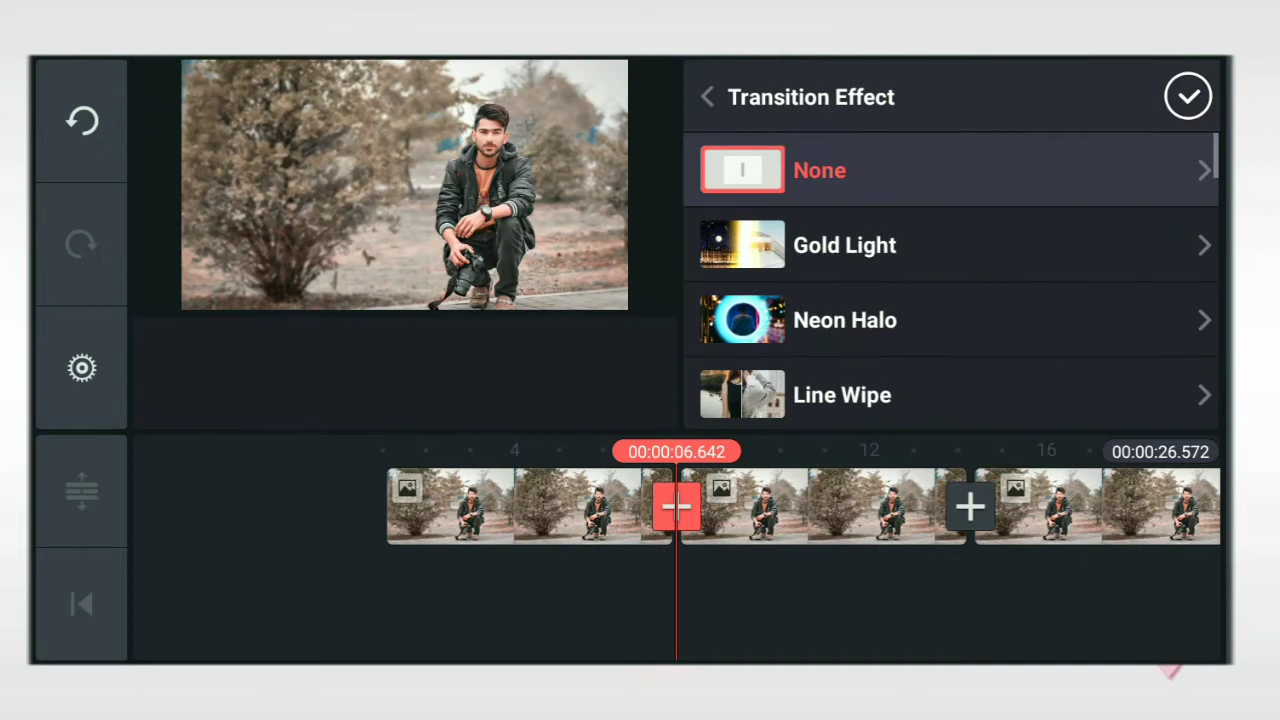 Transition Effect
None
Gold Light
Neon Halo
Line Wipe
4
00:00:06.642
12
16
00:00:26.572